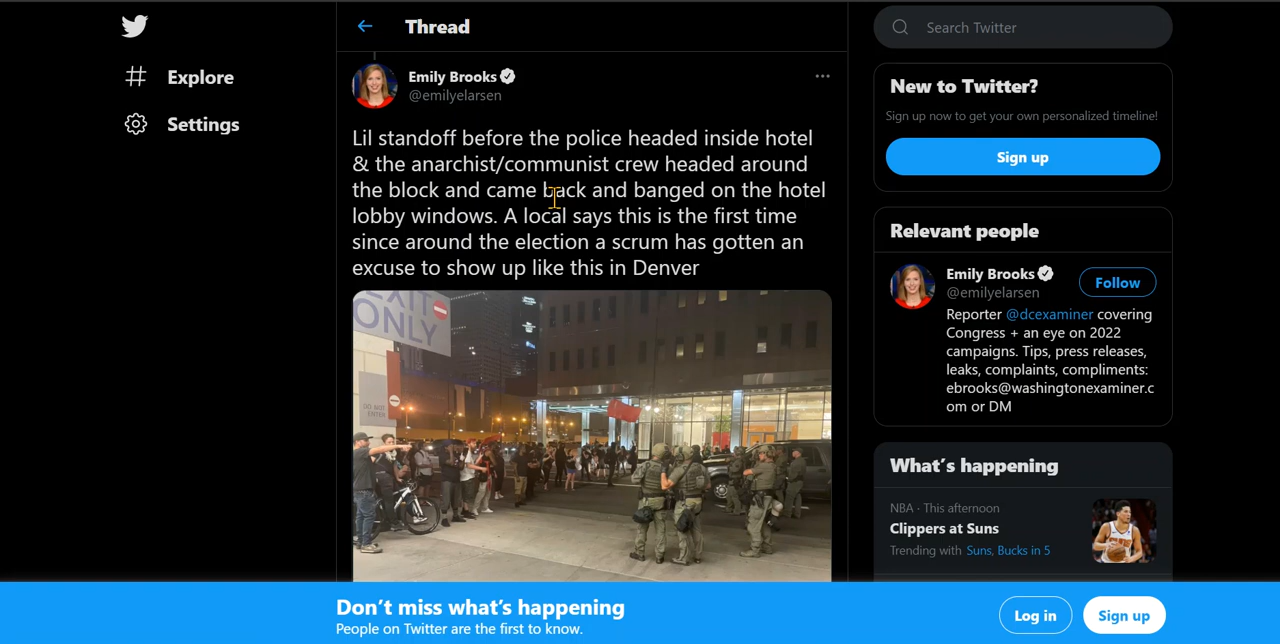 Explore
Settings
Thread
Emily Brooks
@emilyelarsen
Lil standoff before the police headed inside hotel
& the anarchist/communist crew headed around
the block and came back and banged on the hotel
lobby windows. A local says this is the first time
since around the election a scrum has gotten an
excuse to show up like this in Denver
EXIT
ONLY
DO NOT
ENTER
Search Twitter
New to Twitter?
Sign up now to get your own personalized timeline!
Sign up
Relevant people
Emily Brooks
@emilyelarsen
Follow
Reporter @dcexaminer covering
Congress + an eye on 2022
campaigns. Tips, press releases,
leaks, complaints, compliments:
ebrooks@washingtonexaminer.c
om or DM
What's happening
NBA · This afternoon
Clippers at Suns
Trending with Suns, Bucks in 5
Don't miss what's happening
People on Twitter are the first to know.
Log in
Sign up